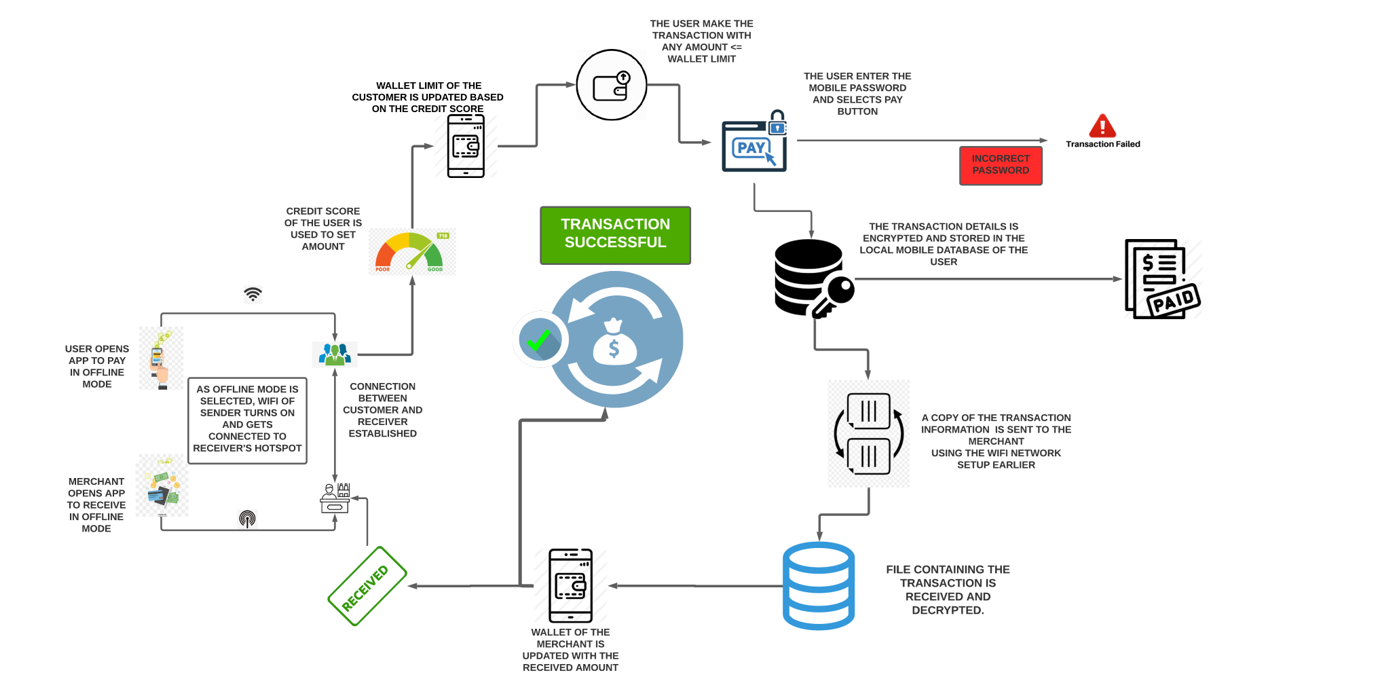 THE USER MAKE THE
TRANSACTION WITH
ANY AMOUNT <=
WALLET LIMIT
WALLET LIMIT OF THE
CUSTOMER IS UPDATED BASED
ON THE CREDIT SCORE
THE USER ENTER THE
MOBILE PASSWORD
AND SELECTS PAY
BUTTON
PAY
Transaction Failed
INCORRECT
PASSWORD
CREDIT SCORE
OF THE USER IS
USED TO SET
AMOUNT
POOR
GOOD
TRANSACTION
SUCCESSFUL
$
THE TRANSACTION DETAILS IS
ENCRYPTED AND STORED IN THE
LOCAL MOBILE DATABASE OF THE
USER
$
PAID
USER OPENS
APP TO PAY
IN OFFLINE
MODE
AS OFFLINE MODE IS
SELECTED, WIFI OF
SENDER TURNS ON
AND GETS
CONNECTED TO
RECEIVER'S HOTSPOT
CONNECTION
BETWEEN
CUSTOMER AND
RECEIVER
ESTABLISHED
A COPY OF THE TRANSACTION
INFORMATION IS SENT TO THE
MERCHANT
USING THE WIFI NETWORK
SETUP EARLIER
MERCHANT
OPENS APP
TO RECEIVE
IN OFFLINE
MODE
RECEIVED
FILE CONTAINING THE
TRANSACTION IS
RECEIVED AND
DECRYPTED.
WALLET OF THE
MERCHANT IS
UPDATED WITH THE
RECEIVED AMOUNT